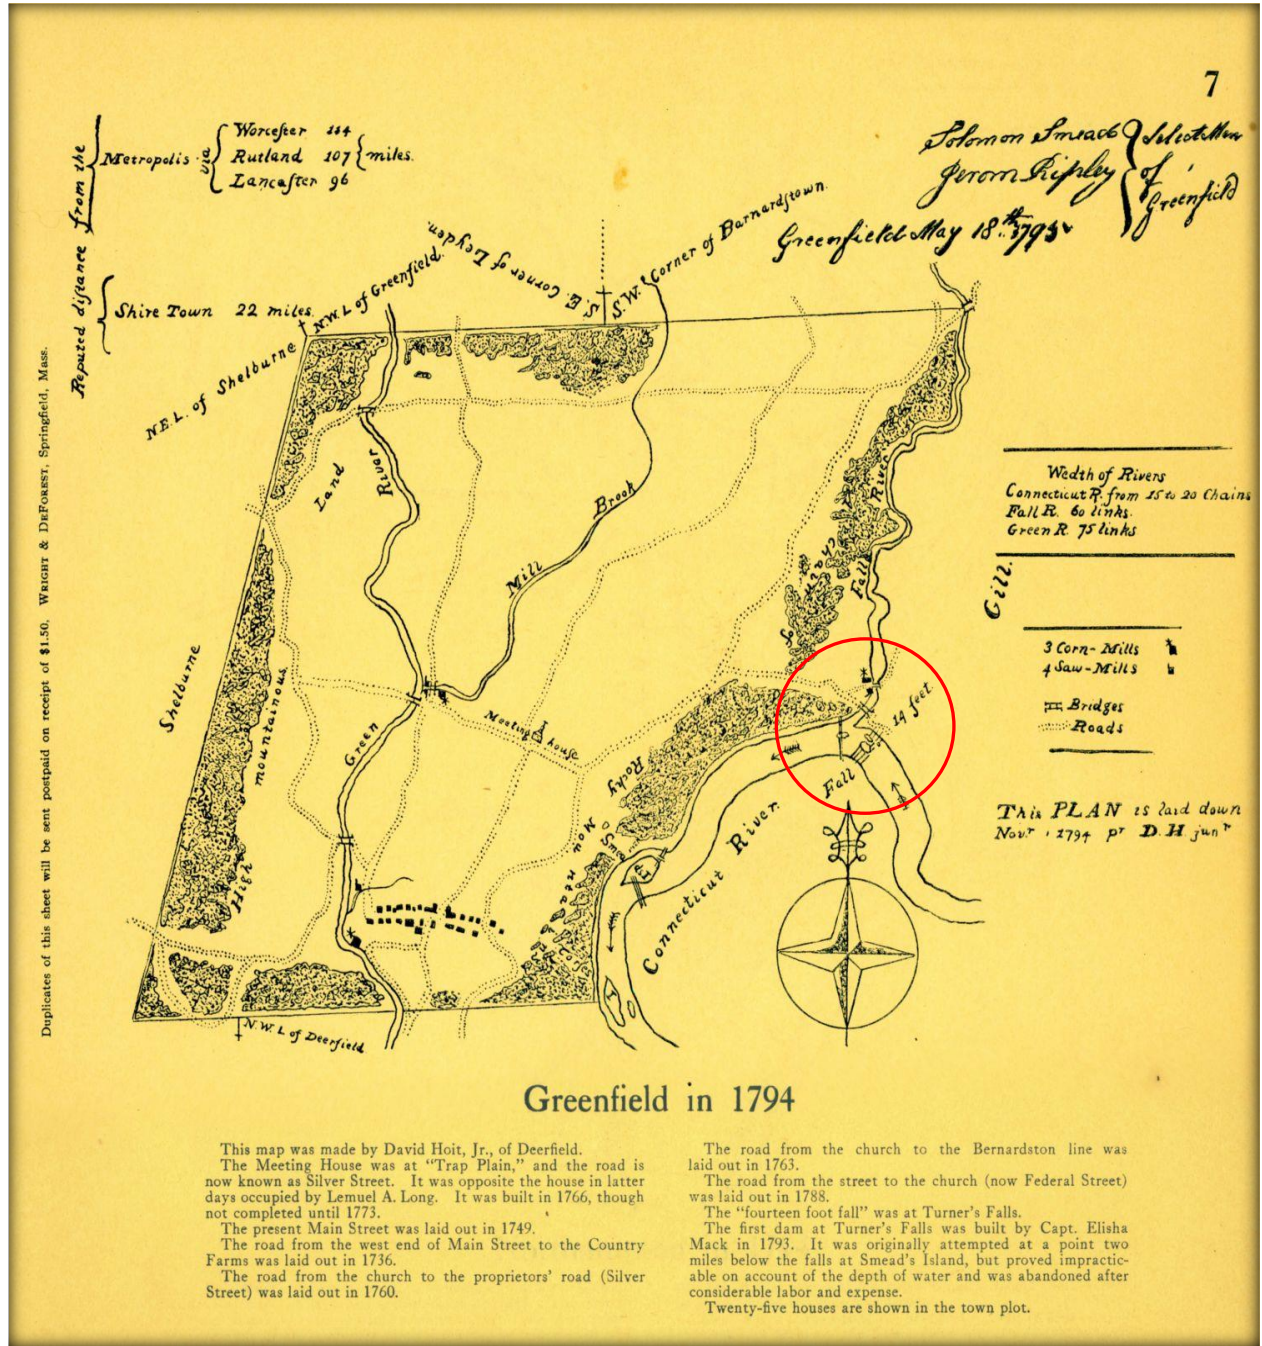 7
Reputed distance from the
Metropolis via
Worcester 114
Rutland 107
Lancaster 96
miles.
Shire Town 22 miles.
Solomon Smead
Jerom Ripley
Select Men
of
Greenfield
Greenfield May 18th 1795
N.W.L of Greenfield.
S.E. Corner of Leyden.
S.W. Corner of Barnardstown.
N.E.L. of Shelburne
Land
River
Brook
Mill
River
Fall
chain
of
Gill.
Wedth of Rivers
Connecticut R. from 15 to 20 Chains
Fall R. 60 links.
Green R. 75 links
3 Corn-Mills
4 Saw-Mills
Bridges
Roads
Shelburne
mountainous
High
Green
Meeting house
Rocky
Mou
14 feet
Fall
Connecticut River
This PLAN is laid down
Novr. 1794 pr D.H. junr
N.W.L of Deerfield
Duplicates of this sheet will be sent postpaid on receipt of $1.50. WRIGHT & DEFOREST, Springfield, Mass.
Greenfield in 1794
This map was made by David Hoit, Jr., of Deerfield.
The Meeting House was at "Trap Plain," and the road is
now known as Silver Street. It was opposite the house in latter
days occupied by Lemuel A. Long. It was built in 1766, though
not completed until 1773.
The present Main Street was laid out in 1749.
The road from the west end of Main Street to the Country
Farms was laid out in 1736.
The road from the church to the proprietors' road (Silver
Street) was laid out in 1760.
The road from the church to the Bernardston line was
laid out in 1763.
The road from the street to the church (now Federal Street)
was laid out in 1788.
The "fourteen foot fall" was at Turner's Falls.
The first dam at Turner's Falls was built by Capt. Elisha
Mack in 1793. It was originally attempted at a point two
miles below the falls at Smead's Island, but proved impractic-
able on account of the depth of water and was abandoned after
considerable labor and expense.
Twenty-five houses are shown in the town plot.